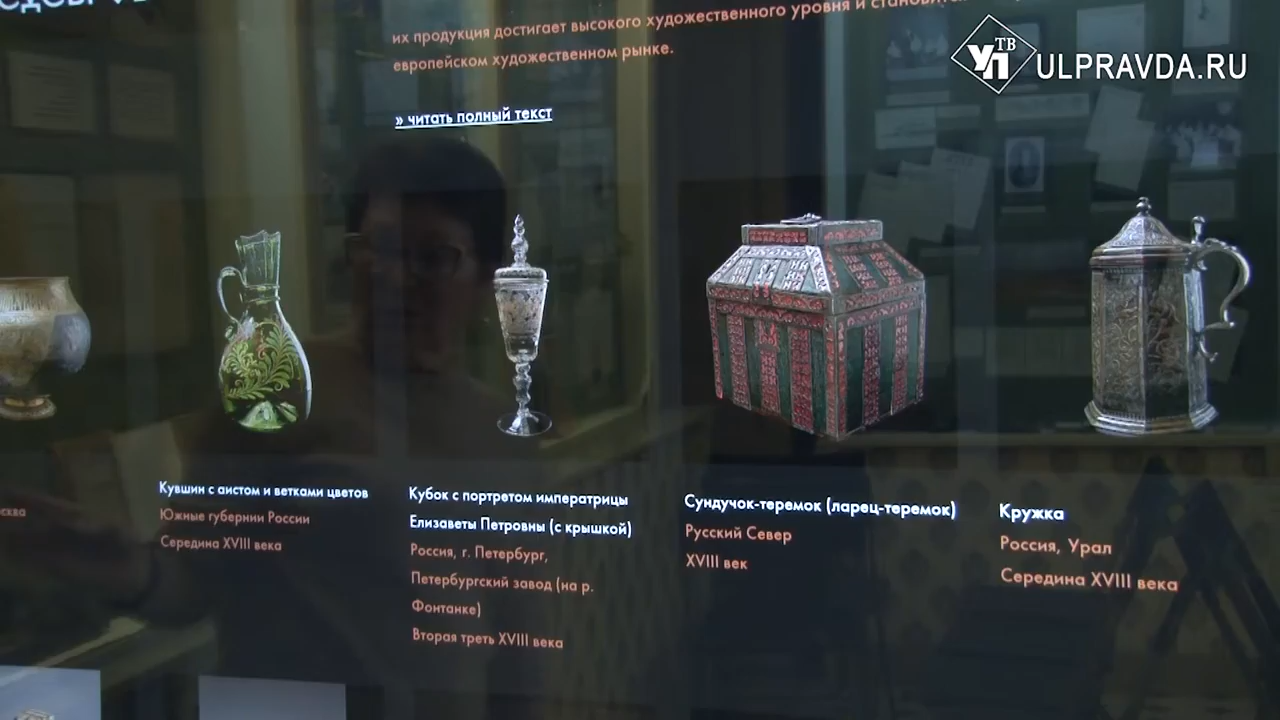 их продукция достигает высокого художественного уровня и
европейском художественном рынке.
» читать полный текст
УП ТВ
ULPRAVDA.RU
Кувшин с аистом и ветками цветов
Южные губернии России
Середина XVIII века
Кубок с портретом императрицы
Елизаветы Петровны (с крышкой)
Россия, г. Петербург,
Петербургский завод (на р.
Фонтанке)
Вторая треть XVIII века
Сундучок-теремок (ларец-теремок)
Русский Север
XVIII век
Кружка
Россия, Урал
Середина XVIII века